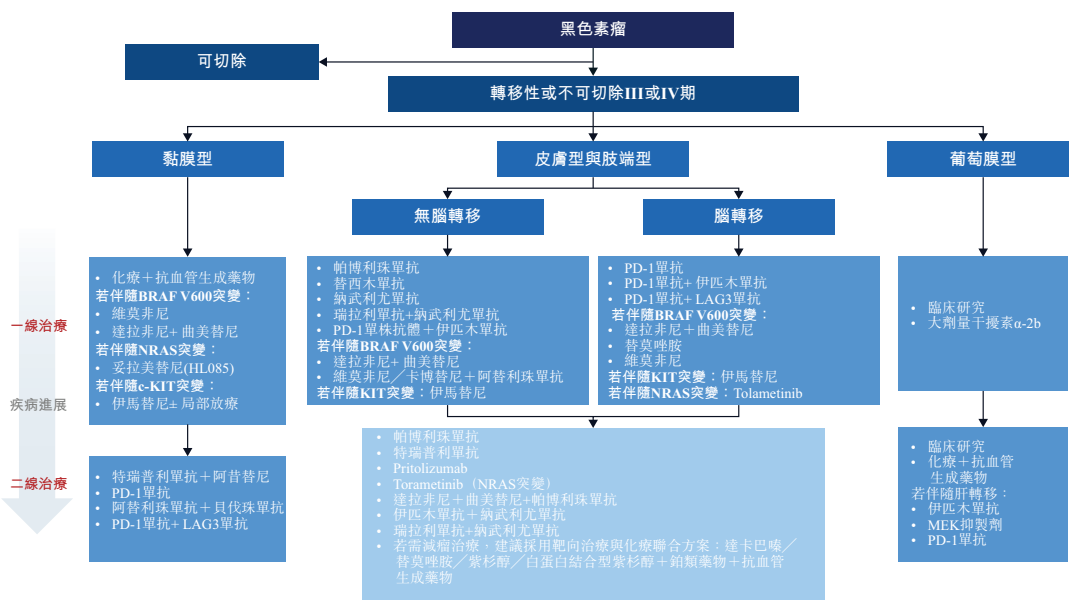 黑色素瘤
可切除
轉移性或不可切除III或IV期
黏膜型
皮膚型與肢端型
葡萄膜型
無腦轉移
腦轉移
一線治療
疾病進展
二線治療
• 化療＋抗血管生成藥物
若伴隨BRAF V600突變：
• 維莫非尼
• 達拉非尼+ 曲美替尼
若伴隨NRAS突變：
• 妥拉美替尼(HL085)
若伴隨c-KIT突變：
• 伊馬替尼± 局部放療
• 帕博利珠單抗
• 替西木單抗
• 納武利尤單抗
• 瑞拉利單抗+納武利尤單抗
• PD-1單株抗體＋伊匹木單抗
若伴隨BRAF V600突變：
• 達拉非尼+ 曲美替尼
• 維莫非尼／卡博替尼＋阿替利珠單抗
若伴隨KIT突變：伊馬替尼
• PD-1單抗
• PD-1單抗+ 伊匹木單抗
• PD-1單抗+ LAG3單抗
若伴隨BRAF V600突變：
• 達拉非尼＋曲美替尼
• 替莫唑胺
• 維莫非尼
若伴隨KIT突變：伊馬替尼
若伴隨NRAS突變：Tolametinib
• 臨床研究
• 大劑量干擾素α-2b
• 特瑞普利單抗＋阿昔替尼
• PD-1單抗
• 阿替利珠單抗＋貝伐珠單抗
• PD-1單抗+ LAG3單抗
• 帕博利珠單抗
• 特瑞普利單抗
• Pritolizumab
• Torametinib（NRAS突變）
• 達拉非尼＋曲美替尼+帕博利珠單抗
• 伊匹木單抗＋納武利尤單抗
• 瑞拉利單抗+納武利尤單抗
• 若需減瘤治療，建議採用靶向治療與化療聯合方案：達卡巴嗪／
替莫唑胺／紫杉醇／白蛋白結合型紫杉醇＋鉑類藥物＋抗血管
生成藥物
• 臨床研究
• 化療＋抗血管
生成藥物
若伴隨肝轉移：
• 伊匹木單抗
• MEK抑製劑
• PD-1單抗